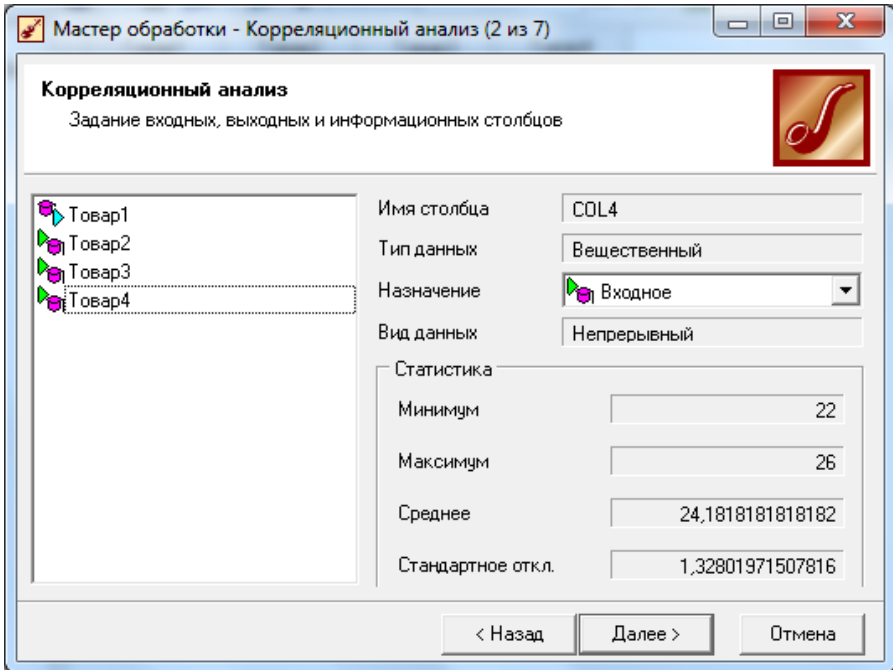 Мастер обработки - Корреляционный анализ (2 из 7)
Корреляционный анализ
Задание входных, выходных и информационных столбцов
Товар1
Товар2
Товар3
Товар4
Имя столбца COL4
Тип данных Вещественный
Назначение Входное
Вид данных Непрерывный
Статистика
Минимум 22
Максимум 26
Среднее 24,1818181818182
Стандартное откл. 1,32801971507816
< Назад Далее > Отмена